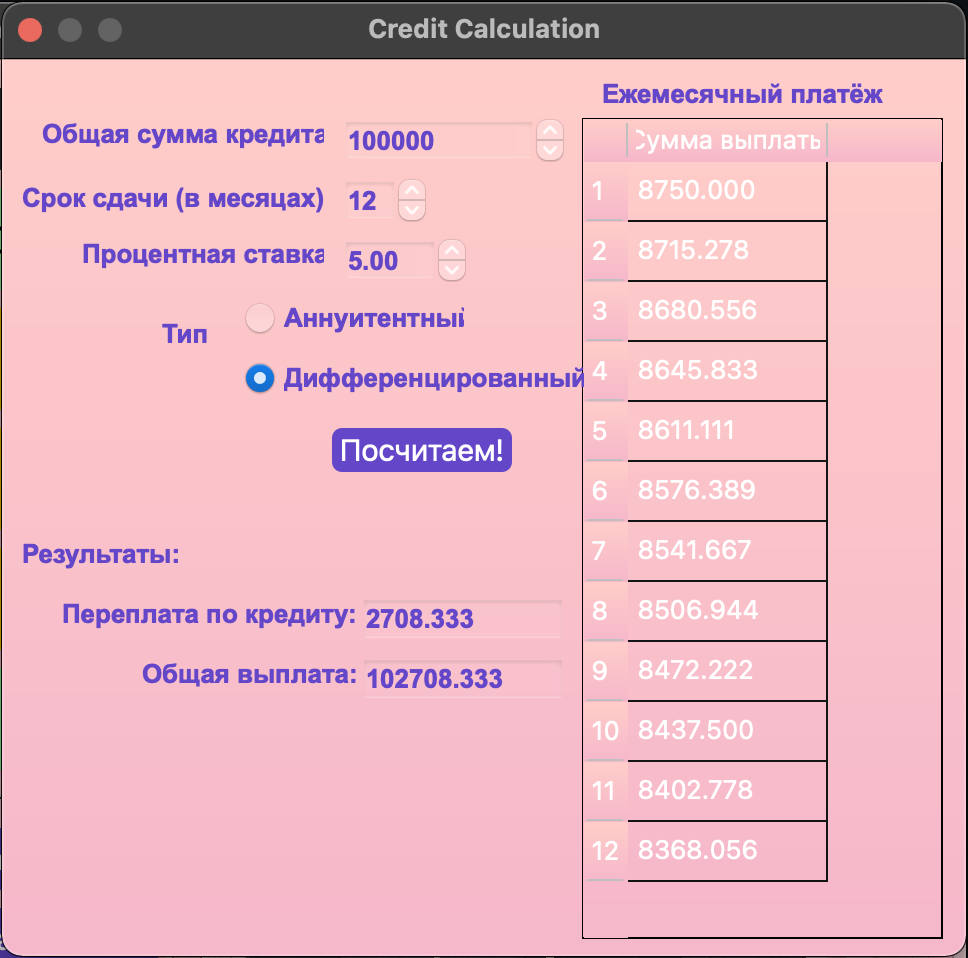 Credit Calculation
Общая сумма кредита 100000
Срок сдачи (в месяцах) 12
Процентная ставка 5.00
Тип
Аннуитентный
Дифференцированный
Посчитаем!
Результаты:
Переплата по кредиту: 2708.333
Общая выплата: 102708.333
Ежемесячный платёж
Сумма выплаты
1 8750.000
2 8715.278
3 8680.556
4 8645.833
5 8611.111
6 8576.389
7 8541.667
8 8506.944
9 8472.222
10 8437.500
11 8402.778
12 8368.056